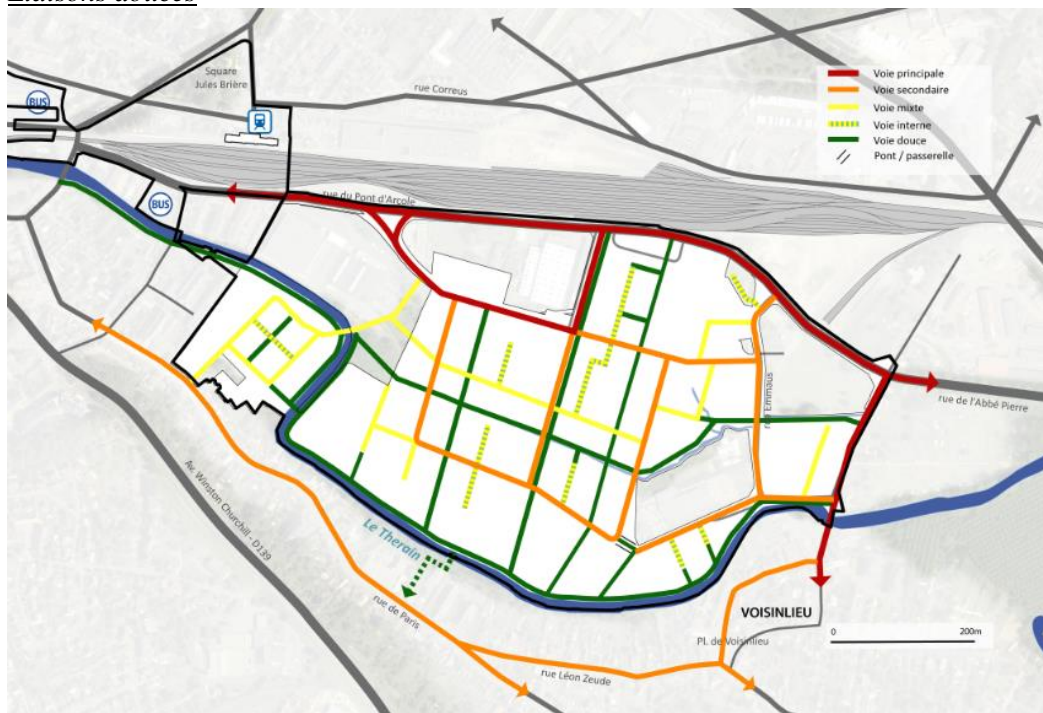 Liaisons douces
Square
Jules Brière
BUS
rue Correus
Voie principale
Voie secondaire
Voie mixte
Voie interne
Voie douce
Pont / passerelle
BUS
rue du Pont d'Arcole
rue Emmaus
rue de l'Abbé Pierre
Av. Winston Churchill - D139
Le Therain
rue de Paris
VOISINLIEU
Pl. de Voisinlieu
0 200m
rue Léon Zeude